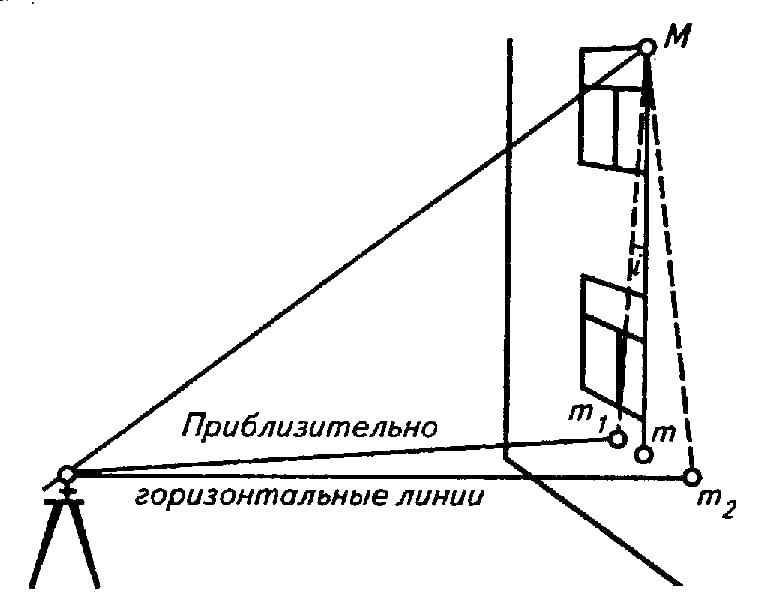 M
i
Приблизительно
m₁
m
горизонтальные линии
m₂